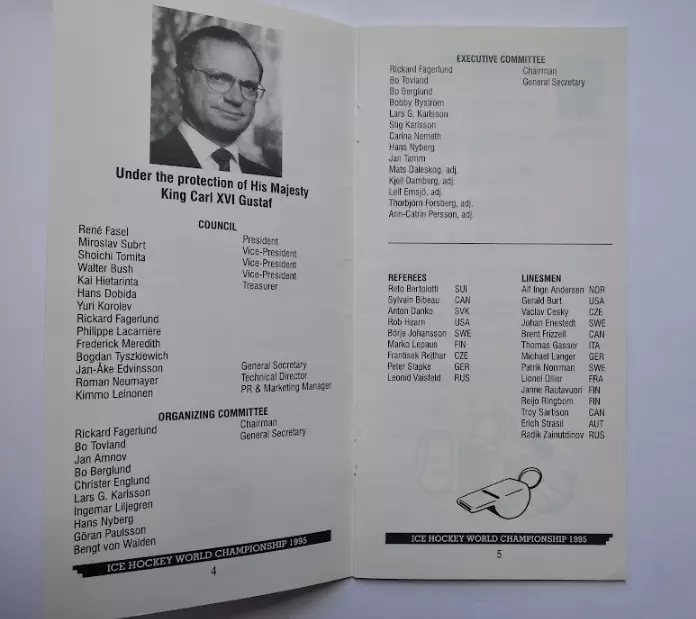 Under the protection of His Majesty
King Carl XVI Gustaf
COUNCIL
René Fasel President
Miroslav Subrt Vice-President
Shoichi Tomita Vice-President
Walter Bush Vice-President
Kai Hietarinta Treasurer
Hans Dobida
Yuri Korolev
Rickard Fagerlund
Philippe Lacarrière
Frederick Meredith
Bogdan Tyszkiewich
Jan-Åke Edvinsson General Secretary
Roman Neumayer Technical Director
Kimmo Leinonen PR & Marketing Manager
ORGANIZING COMMITTEE
Rickard Fagerlund Chairman
Bo Tovland General Secretary
Jan Amnov
Bo Berglund
Christer Englund
Lars G. Karlsson
Ingemar Liljegren
Hans Nyberg
Göran Paulsson
Bengt von Walden
ICE HOCKEY WORLD CHAMPIONSHIP 1995
4
EXECUTIVE COMMITTEE
Rickard Fagerlund Chairman
Bo Tovland General Secretary
Bo Berglund
Bobby Byström
Lars G. Karlsson
Stig Karlsson
Carina Nemeth
Hans Nyberg
Jan Tamm
Mats Daleskog, adj.
Kjell Damberg, adj.
Leif Emsjö, adj.
Thorbjörn Forsberg, adj.
Ann-Catrin Persson, adj.
REFEREES
Reto Bertolotti SUI
Sylvain Bibeau CAN
Anton Danko SVK
Rob Hearn USA
Börje Johansson SWE
Marko Lepaus FIN
Frantisek Rejthar CZE
Peter Slapke GER
Leonid Vaisfeld RUS
LINESMEN
Alf Inge Andersen NOR
Gerald Burt USA
Vaclav Cesky CZE
Johan Enestedt SWE
Brent Frizzell CAN
Thomas Gasser ITA
Michael Langer GER
Patrik Norrman SWE
Lionel Ollier FRA
Janne Rautavuori FIN
Reijo Ringbom FIN
Troy Sartison CAN
Erich Strasil AUT
Radik Zainutdinov RUS
ICE HOCKEY WORLD CHAMPIONSHIP 1995
5